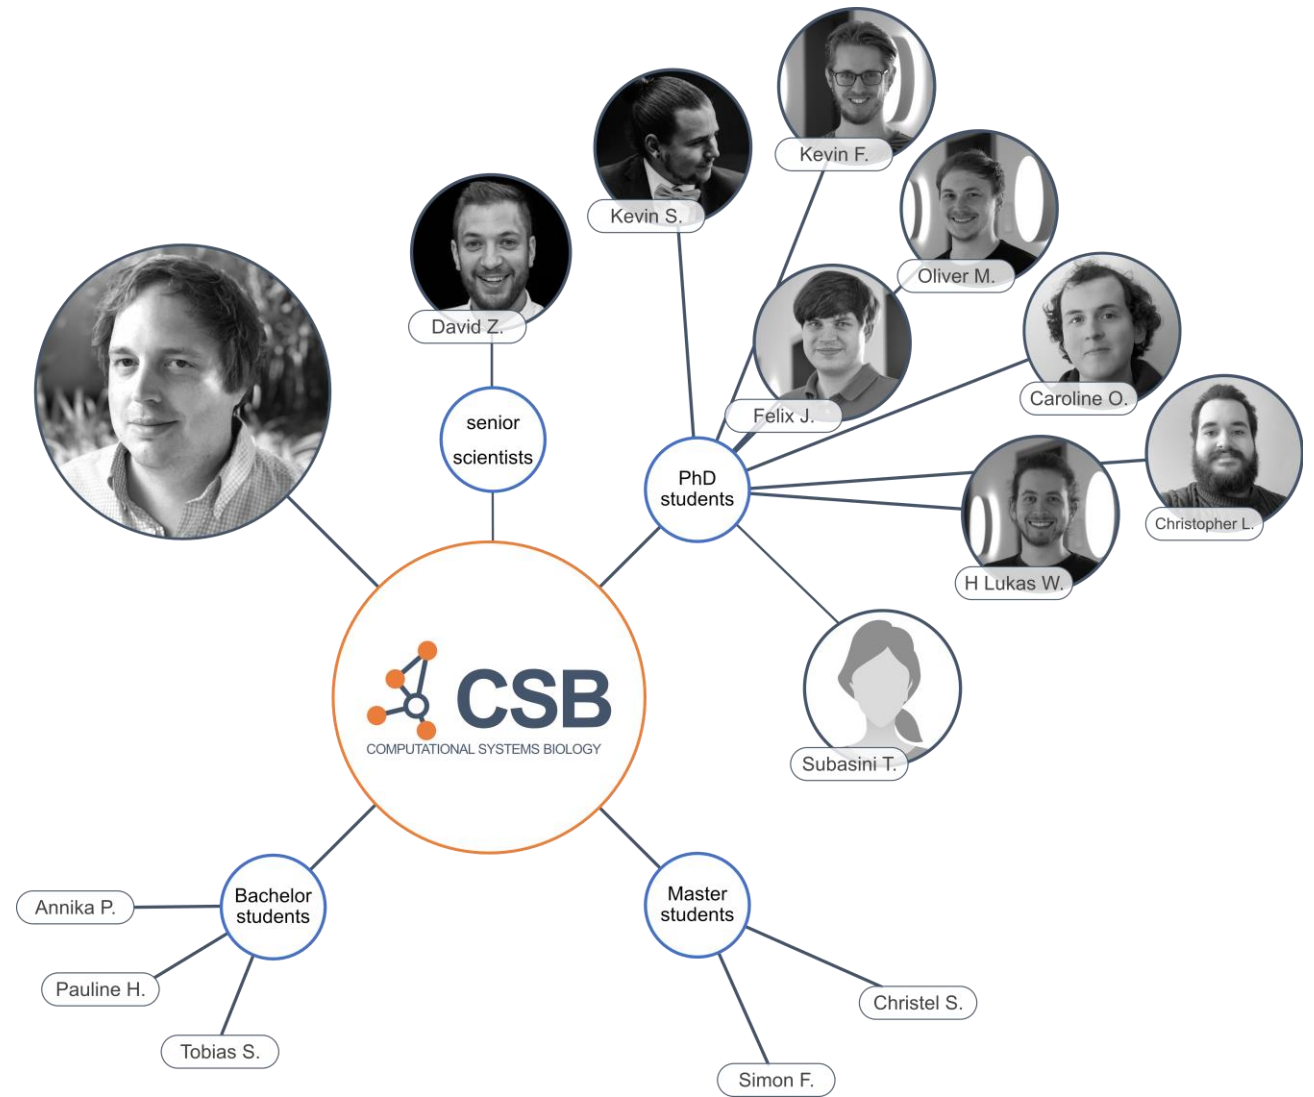 Kevin F.
Kevin S.
Oliver M.
David Z.
Caroline O.
Felix J.
senior
scientists
PhD
students
Christopher L.
H Lukas W.
CSB
COMPUTATIONAL SYSTEMS BIOLOGY
Subasini T.
Bachelor
students
Master
students
Annika P.
Pauline H.
Christel S.
Tobias S.
Simon F.